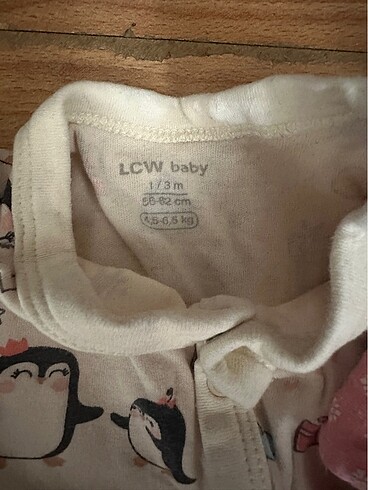 LCW baby
1/3 m
56-62 cm
4,5-6,5 kg